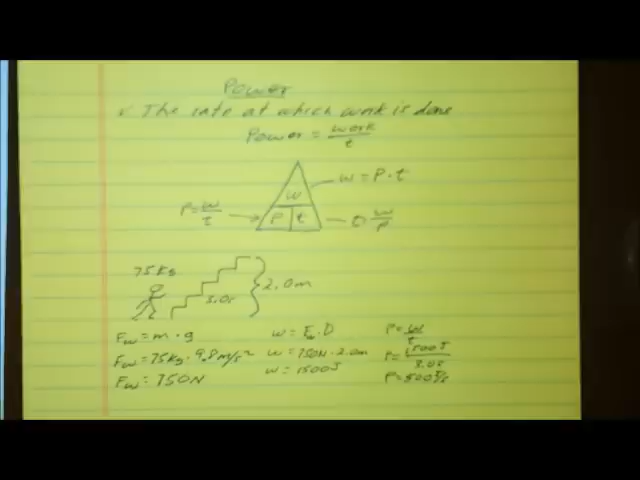 Power
✓ The rate at which work is done
Power = work/t
W = P · t
W
P = W/t
P t
W/P
75Kg
3.0s
2.0m
Fw = m · g
Fw = 75Kg · 9.8m/s²
Fw = 750N
W = Fw · D
W = 750N · 2.0m
W = 1500J
P = W/t
P = 1500J/3.0s
P = 500J/s